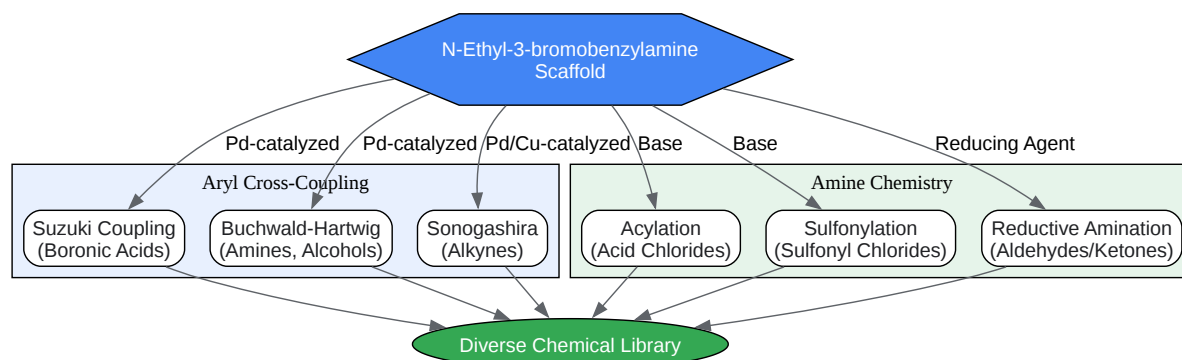 N-Ethyl-3-bromobenzylamine
Scaffold
Pd-catalyzed
Pd-catalyzed
Pd/Cu-catalyzed
Base
Base
Reducing Agent
Aryl Cross-Coupling
Amine Chemistry
Suzuki Coupling
(Boronic Acids)
Buchwald-Hartwig
(Amines, Alcohols)
Sonogashira
(Alkynes)
Acylation
(Acid Chlorides)
Sulfonylation
(Sulfonyl Chlorides)
Reductive Amination
(Aldehydes/Ketones)
Diverse Chemical Library